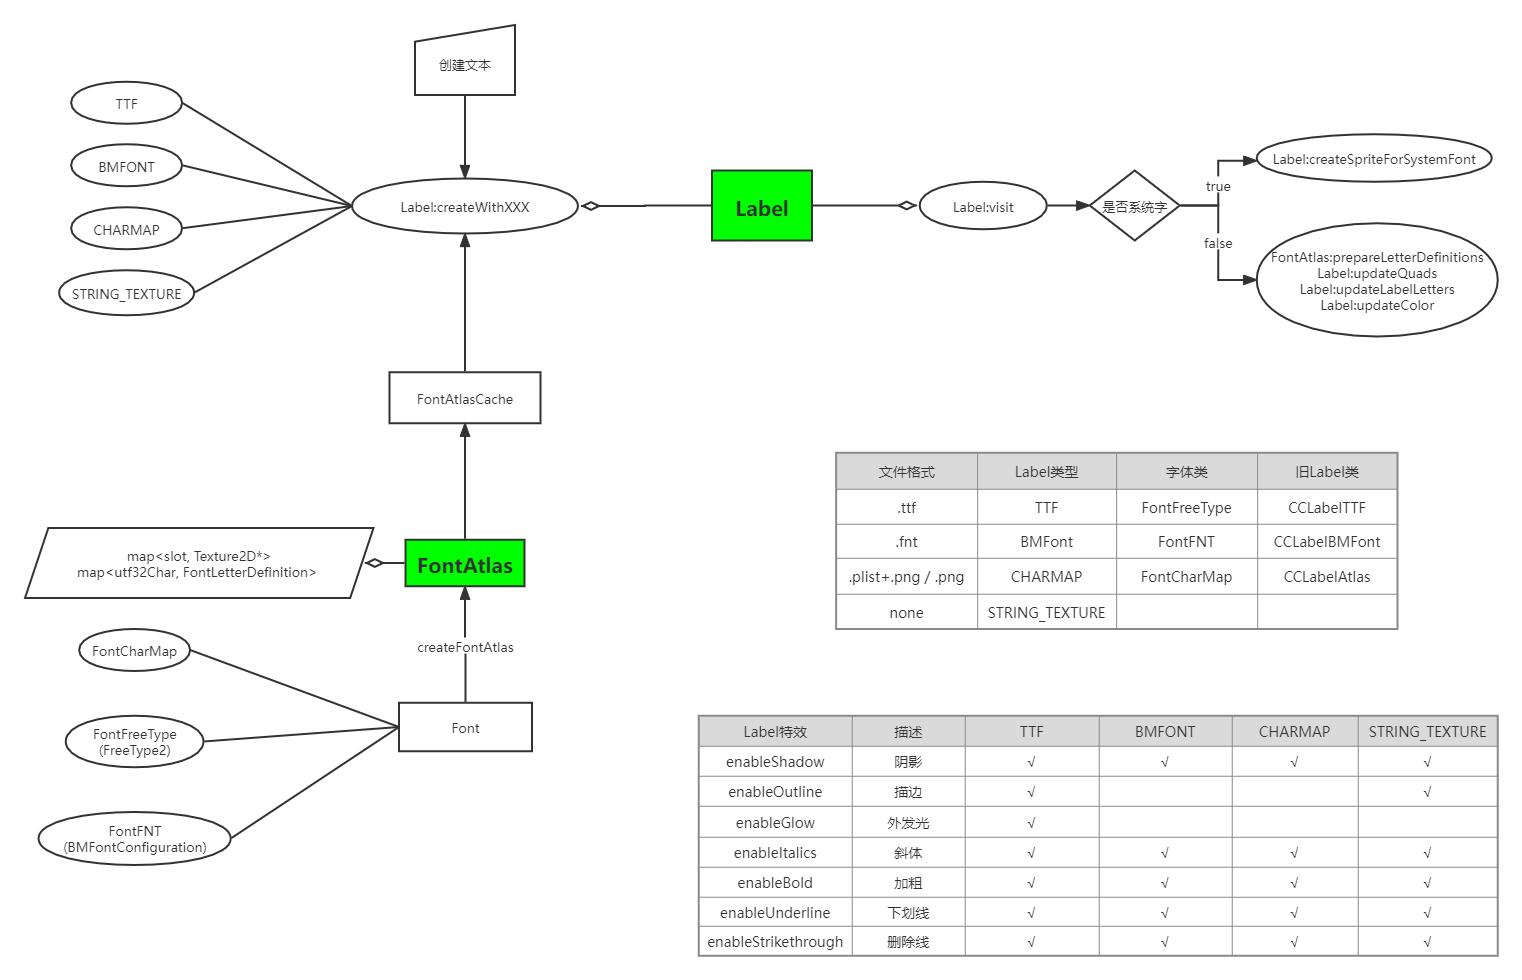 创建文本
TTF
BMFONT
CHARMAP
STRING_TEXTURE
Label:createWithXXX
Label
Label:visit
是否系统字
true
false
Label:createSpriteForSystemFont
FontAtlas:prepareLetterDefinitions
Label:updateQuads
Label:updateLabelLetters
Label:updateColor
FontAtlasCache
map<slot, Texture2D*>
map<utf32Char, FontLetterDefinition>
FontAtlas
createFontAtlas
FontCharMap
FontFreeType
(FreeType2)
FontFNT
(BMFontConfiguration)
Font
文件格式 Label类型 字体类 旧Label类
.ttf TTF FontFreeType CCLabelTTF
.fnt BMFont FontFNT CCLabelBMFont
.plist+.png / .png CHARMAP FontCharMap CCLabelAtlas
none STRING_TEXTURE
Label特效 描述 TTF BMFONT CHARMAP STRING_TEXTURE
enableShadow 阴影 √ √ √ √
enableOutline 描边 √ √
enableGlow 外发光 √
enableItalics 斜体 √ √ √ √
enableBold 加粗 √ √ √ √
enableUnderline 下划线 √ √ √ √
enableStrikethrough 删除线 √ √ √ √